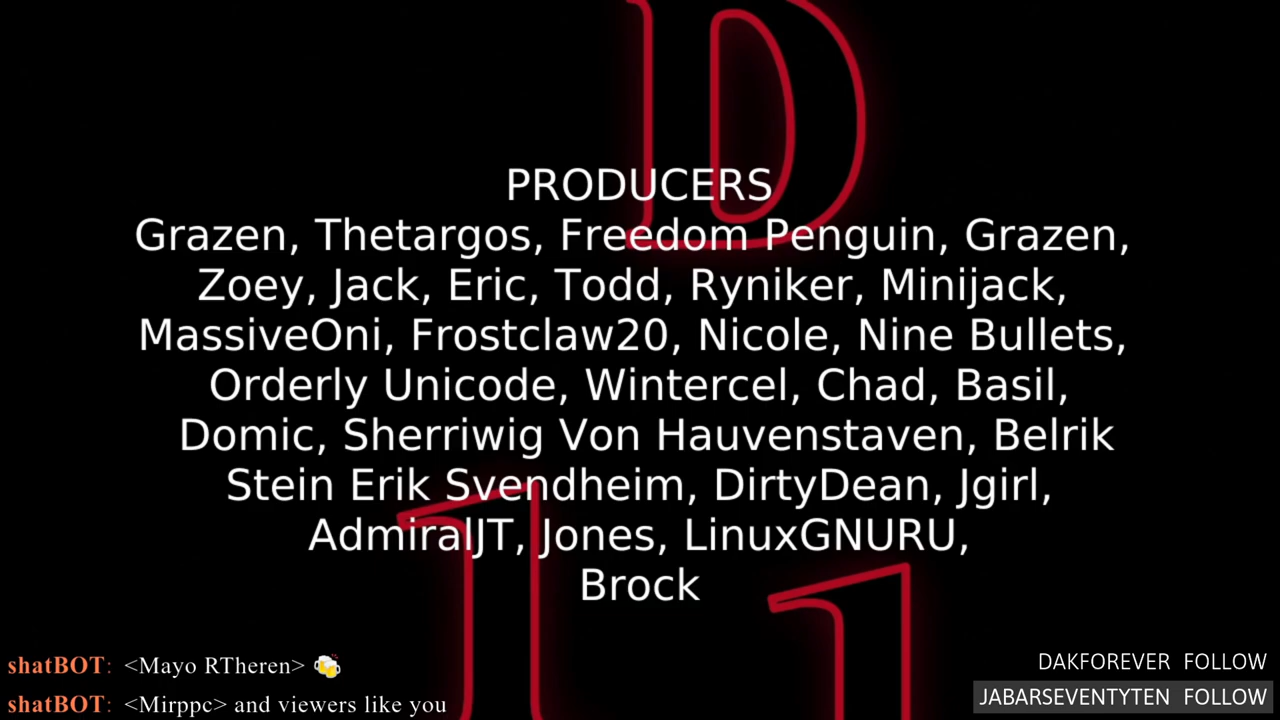 D
PRODUCERS
Grazen, Thetargos, Freedom Penguin, Grazen,
Zoey, Jack, Eric, Todd, Ryniker, Minijack,
MassiveOni, Frostclaw20, Nicole, Nine Bullets,
Orderly Unicode, Wintercel, Chad, Basil,
Domic, Sherriwig Von Hauvenstaven, Belrik
Stein Erik Svendheim, DirtyDean, Jgirl,
AdmiralJT, Jones, LinuxGNURU,
Brock
1 1
shatBOT: <Mayo RTheren> 🍻
shatBOT: <Mirppc> and viewers like you
DAKFOREVER FOLLOW
JABARSEVENTYTEN FOLLOW